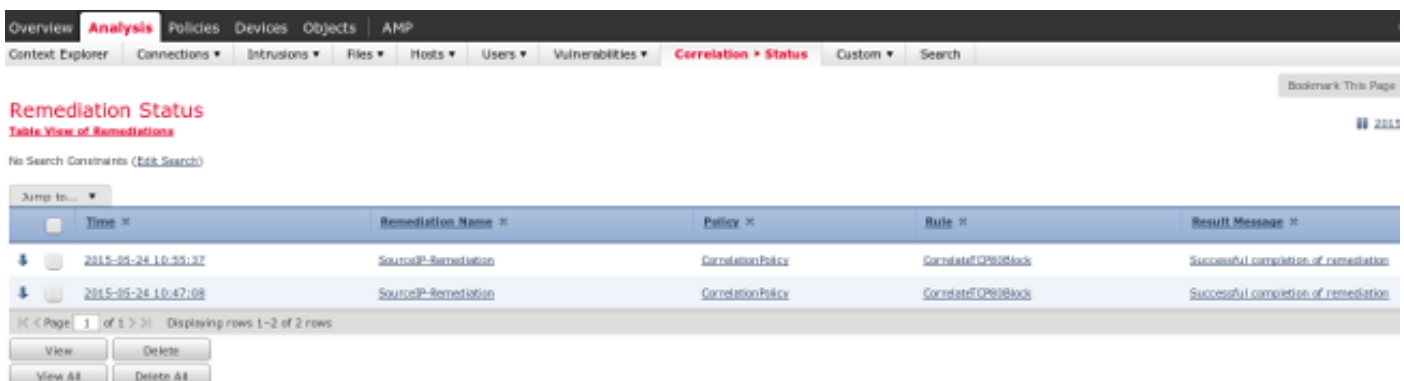 Overview Analysis Policies Devices Objects AMP
Context Explorer Connections ▾ Intrusions ▾ Files ▾ Hosts ▾ Users ▾ Vulnerabilities ▾ Correlation ▸ Status Custom ▾ Search
Bookmark This Page
Remediation Status
2015
Table View of Remediations
No Search Constraints (Edit Search)
Jump to... ▼
Time × Remediation Name × Policy × Rule × Result Message ×
2015-05-24 10:55:37 SourceIP-Remediation CorrelationPolicy CorrelateTCP80Block Successful completion of remediation
2015-05-24 10:47:08 SourceIP-Remediation CorrelationPolicy CorrelateTCP80Block Successful completion of remediation
|< < Page 1 of 1 > >| Displaying rows 1–2 of 2 rows
View Delete
View All Delete All